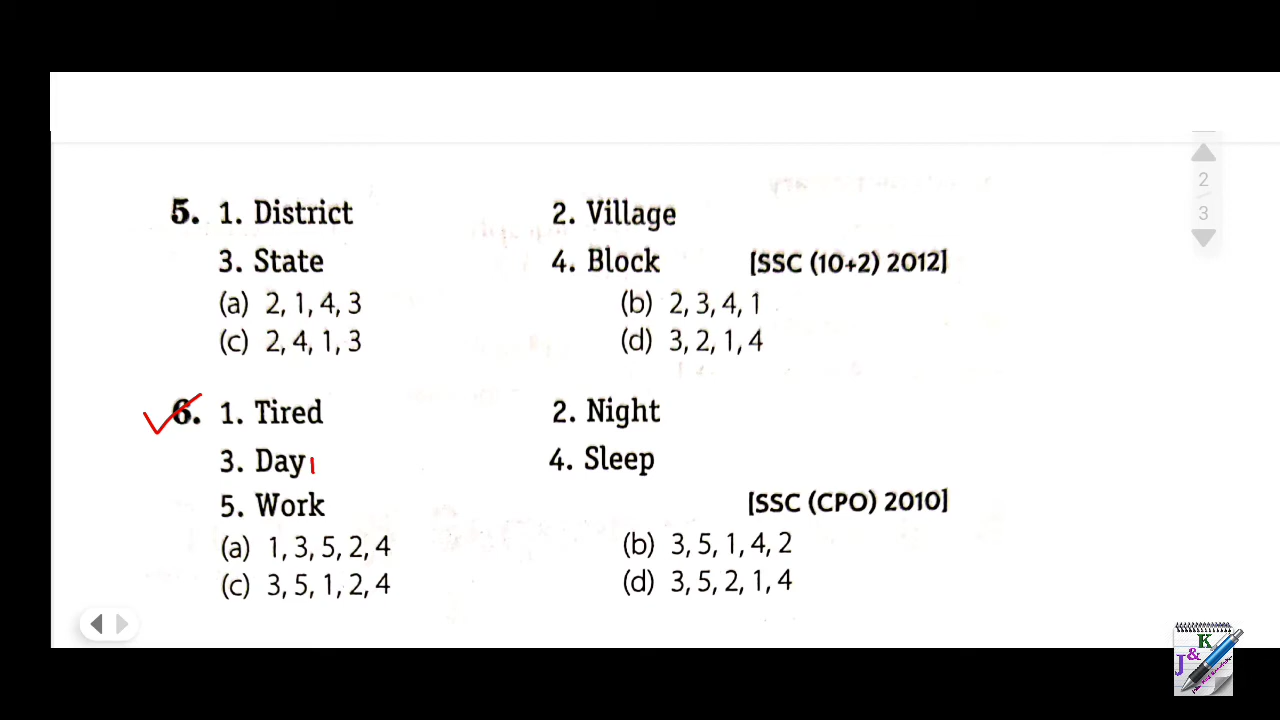 5. 1. District 2. Village
3. State 4. Block [SSC (10+2) 2012]
(a) 2, 1, 4, 3 (b) 2, 3, 4, 1
(c) 2, 4, 1, 3 (d) 3, 2, 1, 4
6. 1. Tired 2. Night
3. Day 4. Sleep
5. Work [SSC (CPO) 2010]
(a) 1, 3, 5, 2, 4 (b) 3, 5, 1, 4, 2
(c) 3, 5, 1, 2, 4 (d) 3, 5, 2, 1, 4
2
3
J&K